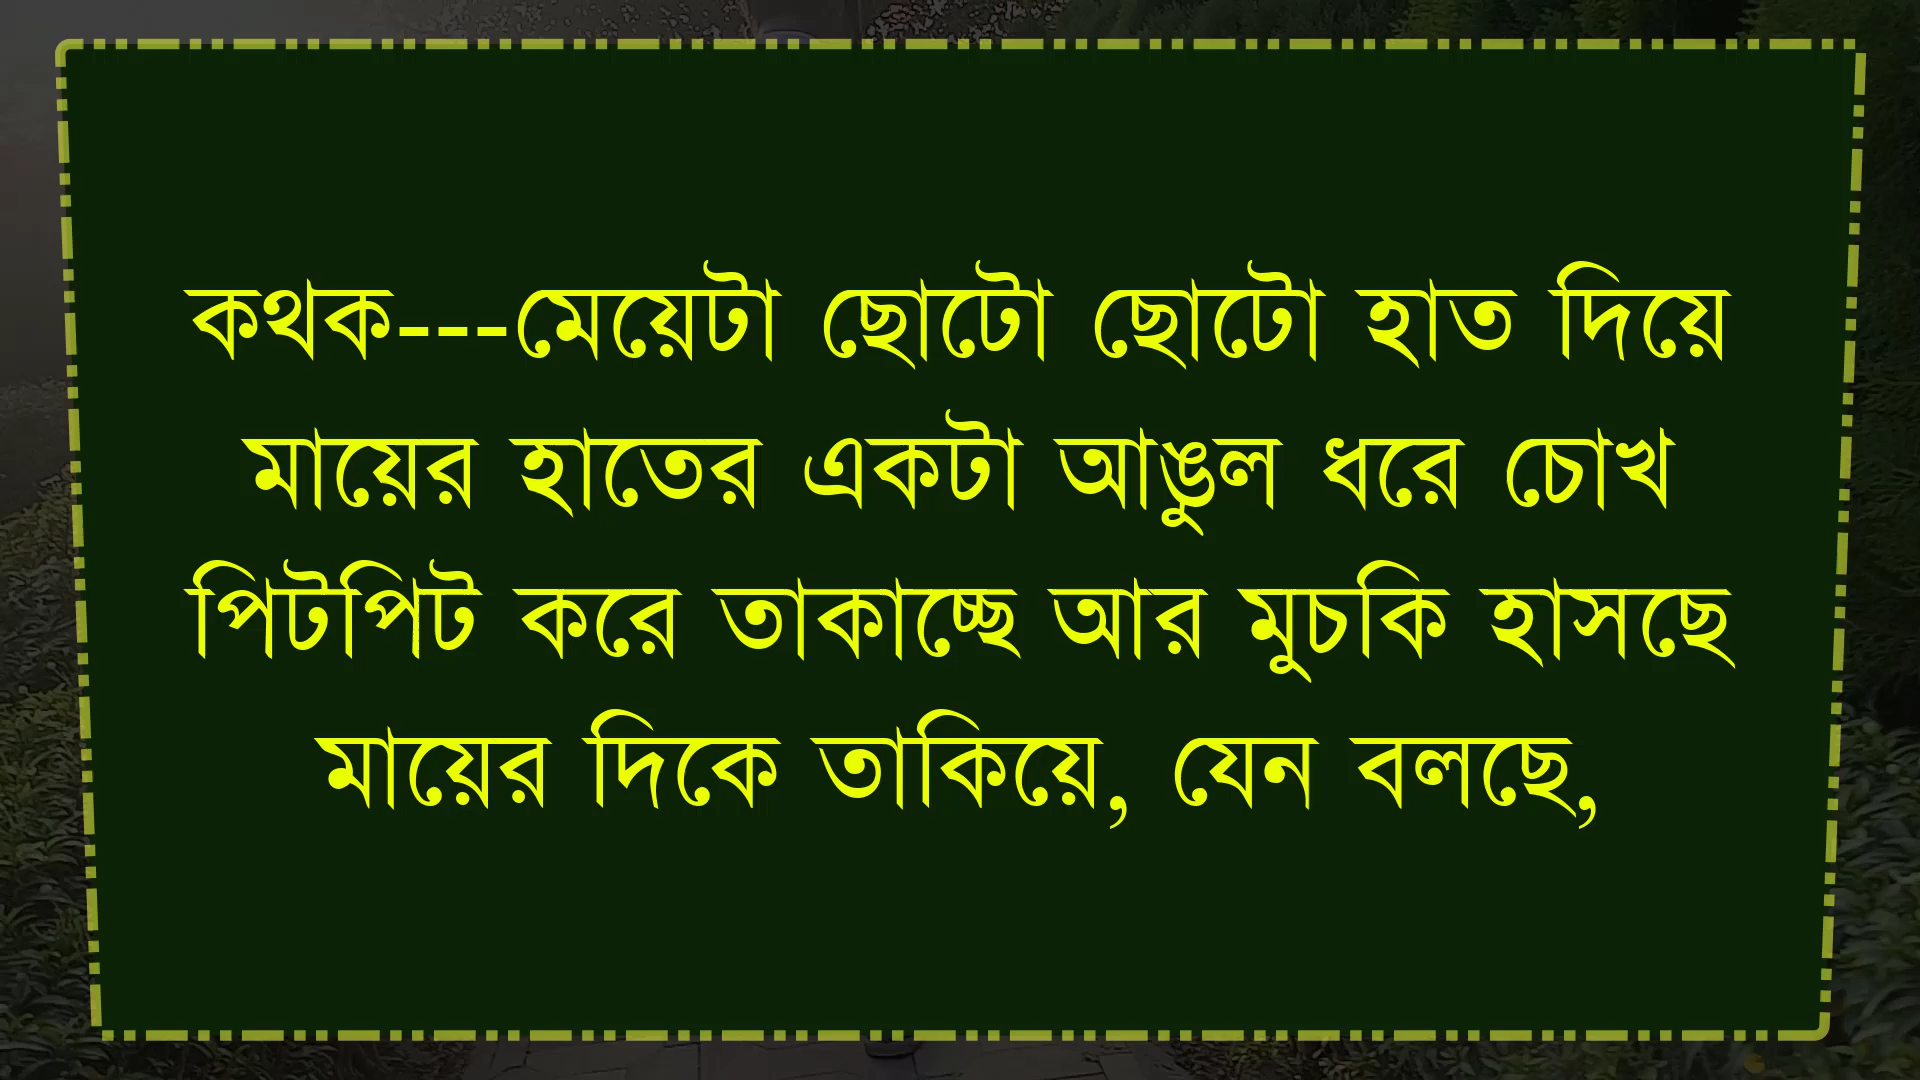 কথক---মেয়েটা ছোটো ছোটো হাত দিয়ে
মায়ের হাতের একটা আঙুল ধরে চোখ
পিটপিট করে তাকাচ্ছে আর মুচকি হাসছে
মায়ের দিকে তাকিয়ে, যেন বলছে,